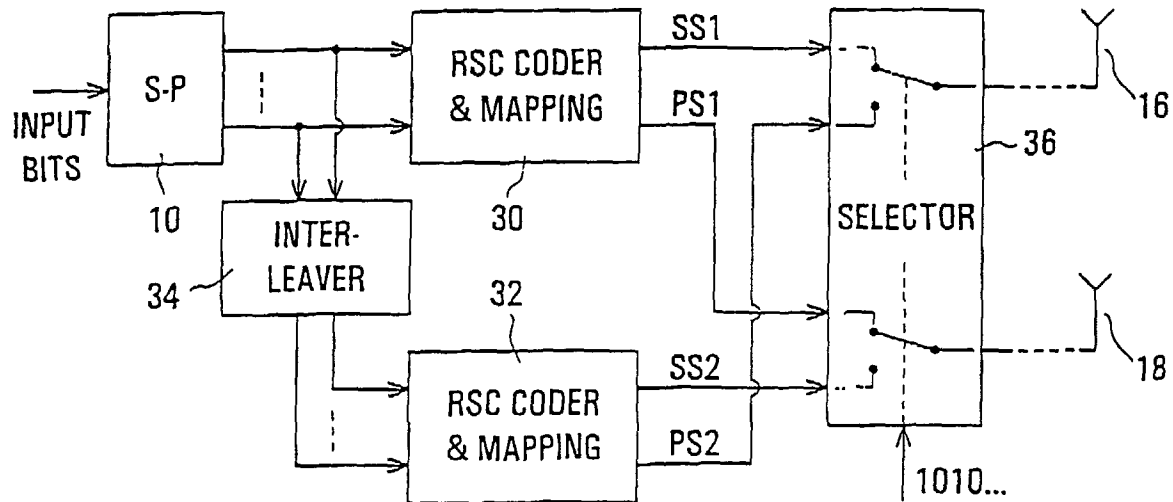 S-P
INPUT
BITS
10
RSC CODER
& MAPPING
30
SS1
PS1
16
36
SELECTOR
INTER-
LEAVER
34
32
RSC CODER
& MAPPING
SS2
PS2
18
1010...